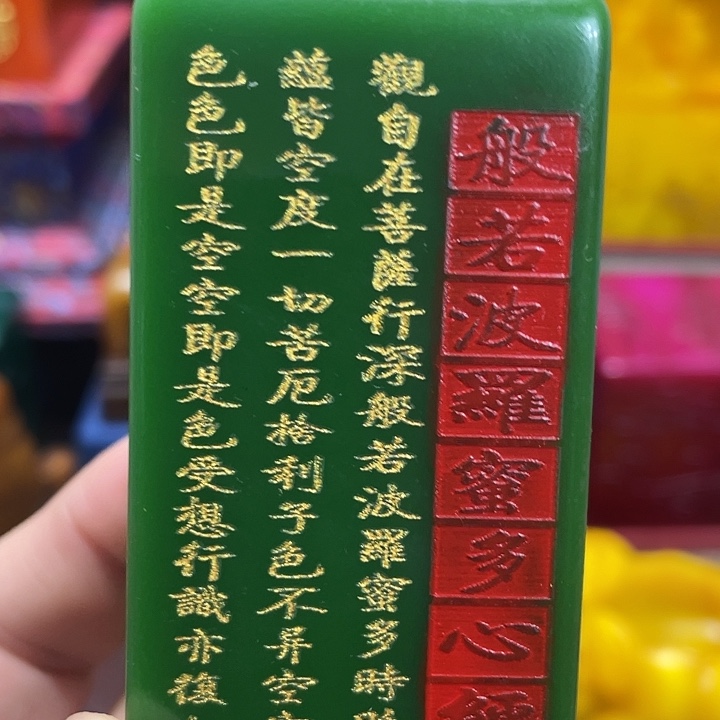 般若波羅蜜多心經
觀自在菩薩行深般若波羅蜜多時
蘊皆空度一切苦厄捨利子色不异空
色色即是空空即是色受想行識亦復